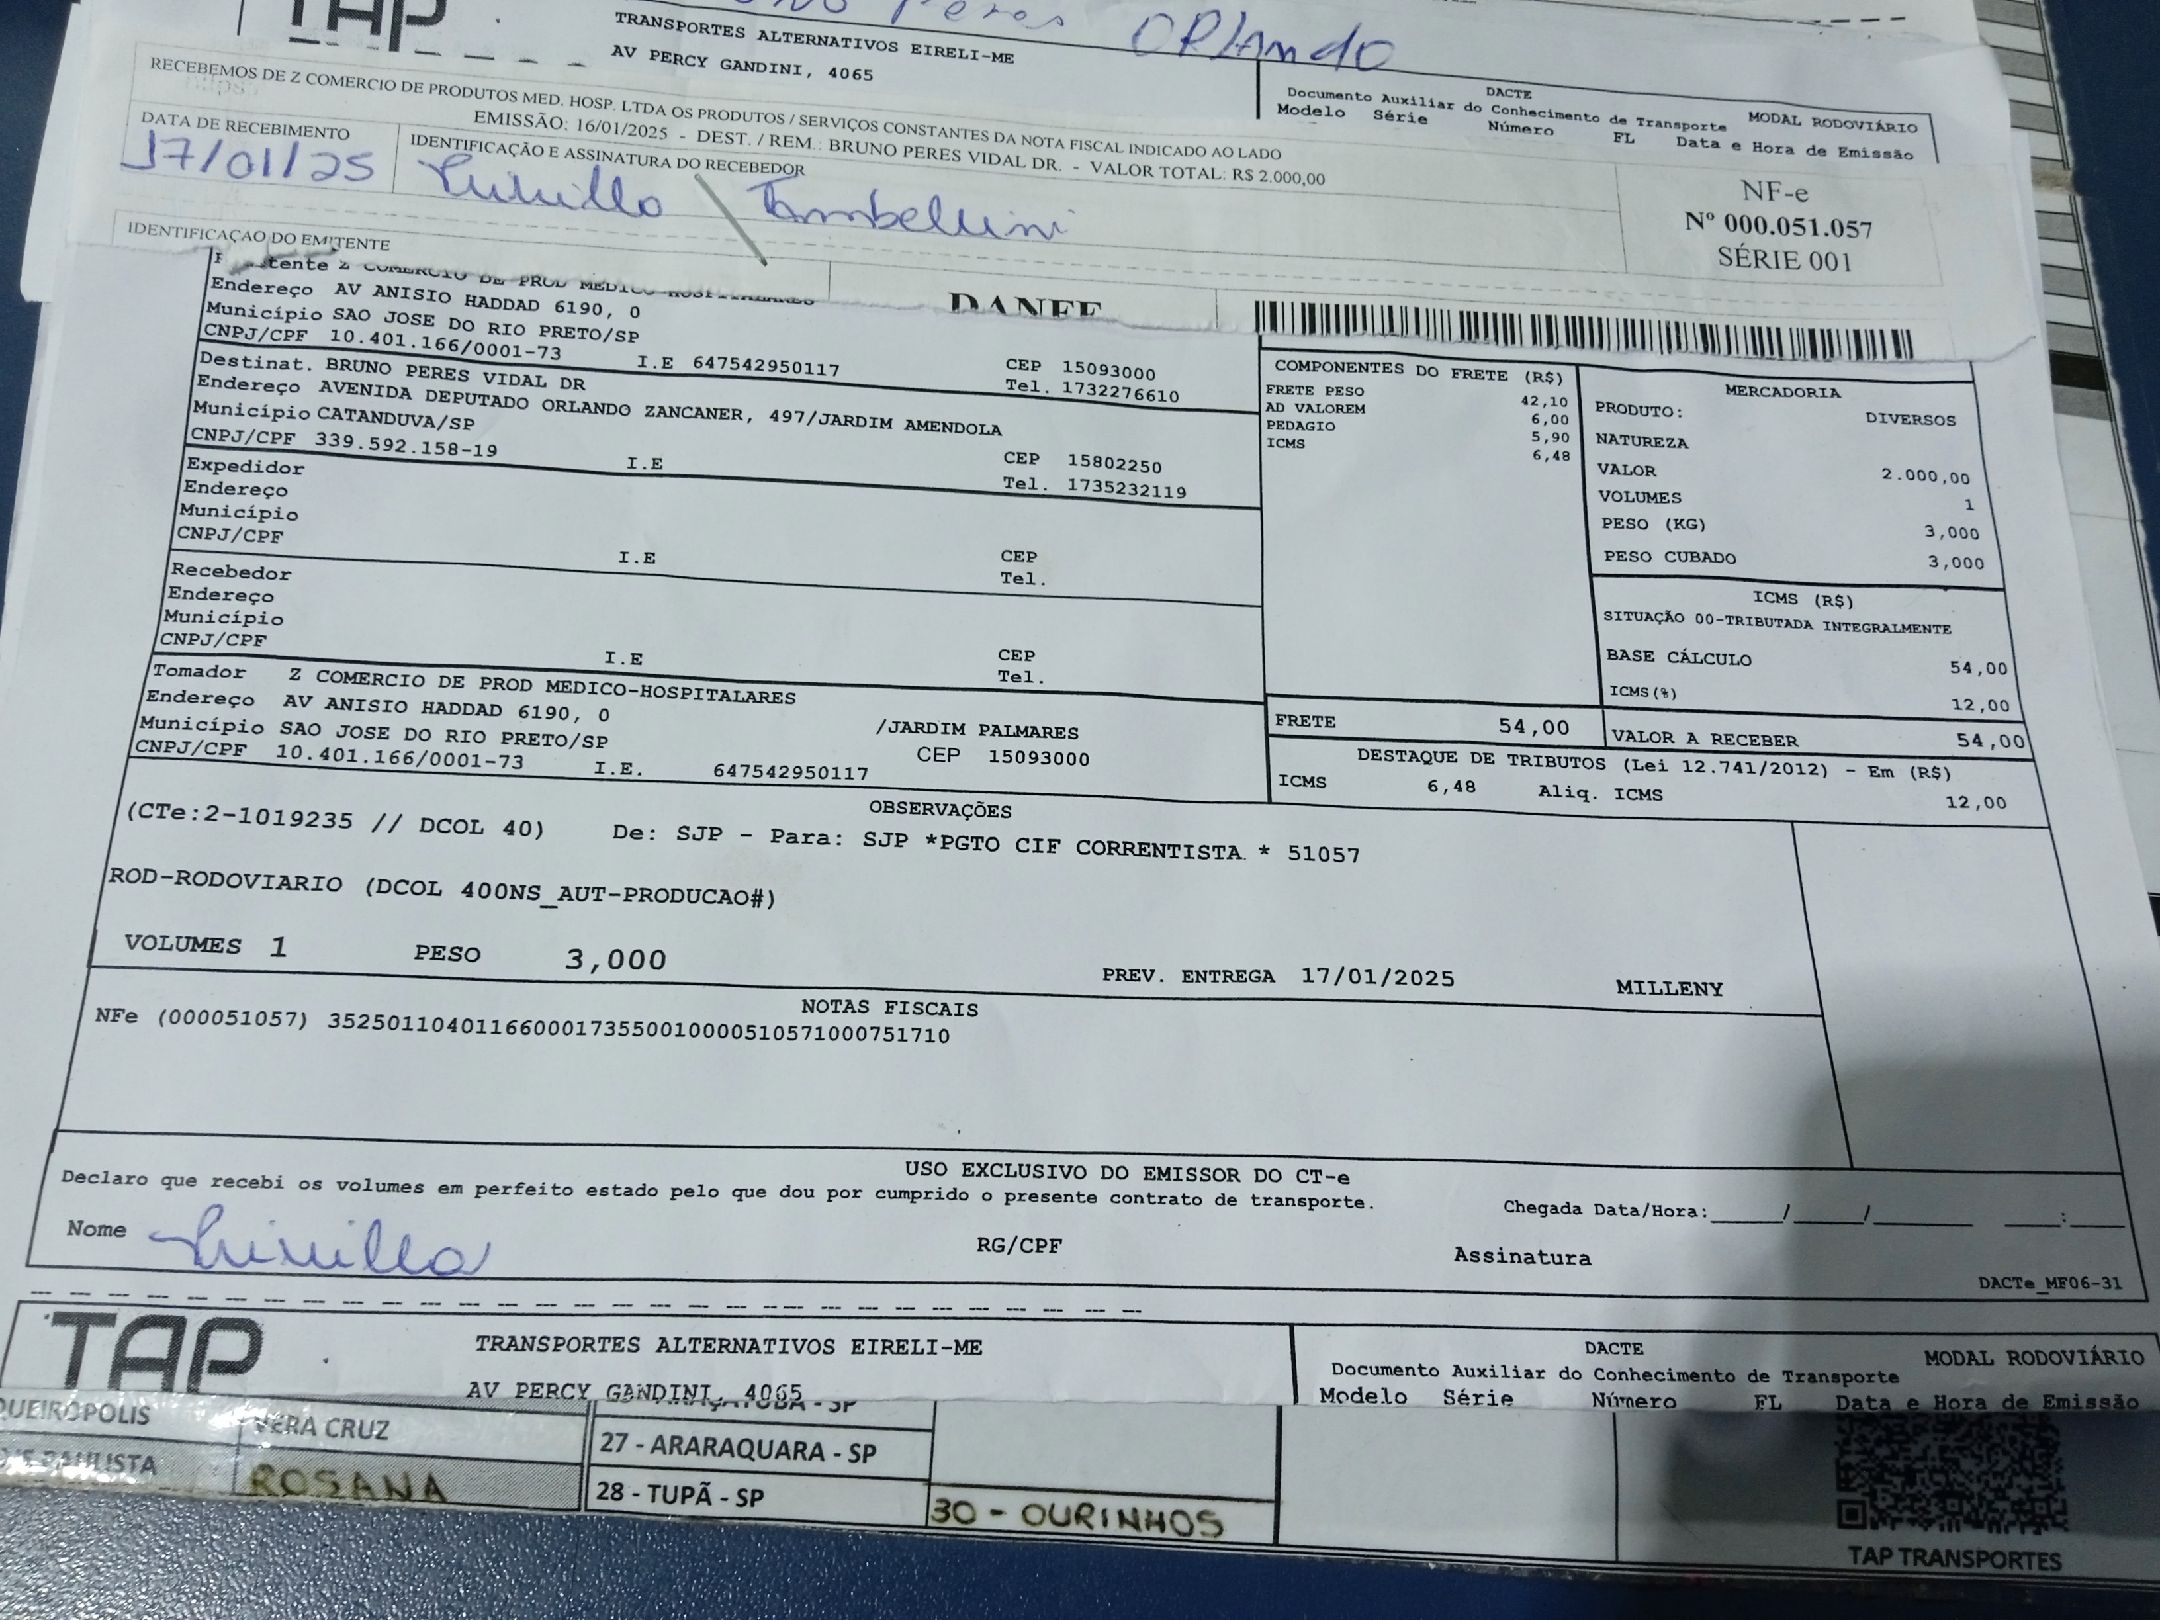 TAP
Peres ORLANDO
TRANSPORTES ALTERNATIVOS EIRELI-ME
AV PERCY GANDINI, 4065
DACTE
Documento Auxiliar do Conhecimento de Transporte MODAL RODOVIÁRIO
Modelo Série Número FL Data e Hora de Emissão
RECEBEMOS DE Z COMERCIO DE PRODUTOS MED. HOSP. LTDA OS PRODUTOS / SERVIÇOS CONSTANTES DA NOTA FISCAL INDICADO AO LADO
EMISSÃO: 16/01/2025 - DEST. / REM.: BRUNO PERES VIDAL DR. - VALOR TOTAL: R$ 2.000,00
DATA DE RECEBIMENTO
17/01/25
IDENTIFICAÇÃO E ASSINATURA DO RECEBEDOR
Tambellini
NF-e
Nº 000.051.057
SÉRIE 001
IDENTIFICAÇÃO DO EMITENTE
DANFE
Z COMERCIO DE PROD MEDICO-HOSPITALARES
Endereço AV ANISIO HADDAD 6190, 0
Município SAO JOSE DO RIO PRETO/SP
CNPJ/CPF 10.401.166/0001-73 I.E 647542950117 CEP 15093000
Tel. 1732276610
Destinat. BRUNO PERES VIDAL DR
Endereço AVENIDA DEPUTADO ORLANDO ZANCANER, 497/JARDIM AMENDOLA
Município CATANDUVA/SP
CNPJ/CPF 339.592.158-19 I.E CEP 15802250
Tel. 1735232119
Expedidor
Endereço
Município
CNPJ/CPF I.E CEP
Tel.
Recebedor
Endereço
Município
CNPJ/CPF I.E CEP
Tel.
Tomador Z COMERCIO DE PROD MEDICO-HOSPITALARES
Endereço AV ANISIO HADDAD 6190, 0 /JARDIM PALMARES
Município SAO JOSE DO RIO PRETO/SP CEP 15093000
CNPJ/CPF 10.401.166/0001-73 I.E. 647542950117
COMPONENTES DO FRETE (R$)
FRETE PESO 42,10
AD VALOREM 6,00
PEDAGIO 5,90
ICMS 6,48
MERCADORIA
PRODUTO: DIVERSOS
NATUREZA
VALOR 2.000,00
VOLUMES 1
PESO (KG) 3,000
PESO CUBADO 3,000
ICMS (R$)
SITUAÇÃO 00-TRIBUTADA INTEGRALMENTE
BASE CÁLCULO 54,00
ICMS(%) 12,00
FRETE 54,00 VALOR A RECEBER 54,00
DESTAQUE DE TRIBUTOS (Lei 12.741/2012) - Em (R$)
ICMS 6,48 Aliq. ICMS 12,00
OBSERVAÇÕES
(CTe:2-1019235 // DCOL 40) De: SJP - Para: SJP *PGTO CIF CORRENTISTA. * 51057
ROD-RODOVIARIO (DCOL 400NS_AUT-PRODUCAO#)
VOLUMES 1 PESO 3,000 PREV. ENTREGA 17/01/2025 MILLENY
NOTAS FISCAIS
NFe (000051057) 35250110401166000173550010000510571000751710
USO EXCLUSIVO DO EMISSOR DO CT-e
Declaro que recebi os volumes em perfeito estado pelo que dou por cumprido o presente contrato de transporte. Chegada Data/Hora:_____/_____/_______ ____:____
Nome RG/CPF Assinatura
DACTe_MF06-31
TAP
TRANSPORTES ALTERNATIVOS EIRELI-ME
AV PERCY GANDINI, 4065
DACTE
MODAL RODOVIÁRIO
Documento Auxiliar do Conhecimento de Transporte
Modelo Série Número FL Data e Hora de Emissão
QUEIRÓPOLIS VERA CRUZ
27 - ARARAQUARA - SP
PAULISTA ROSANA
28 - TUPÃ - SP
30 - OURINHOS
TAP TRANSPORTES